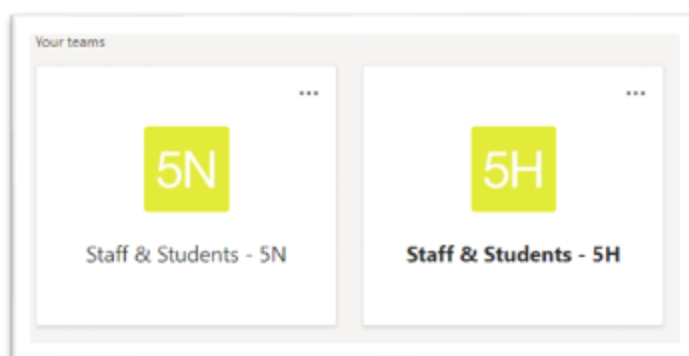 Your teams
...
...
5N
5H
Staff & Students - 5N
Staff & Students - 5H